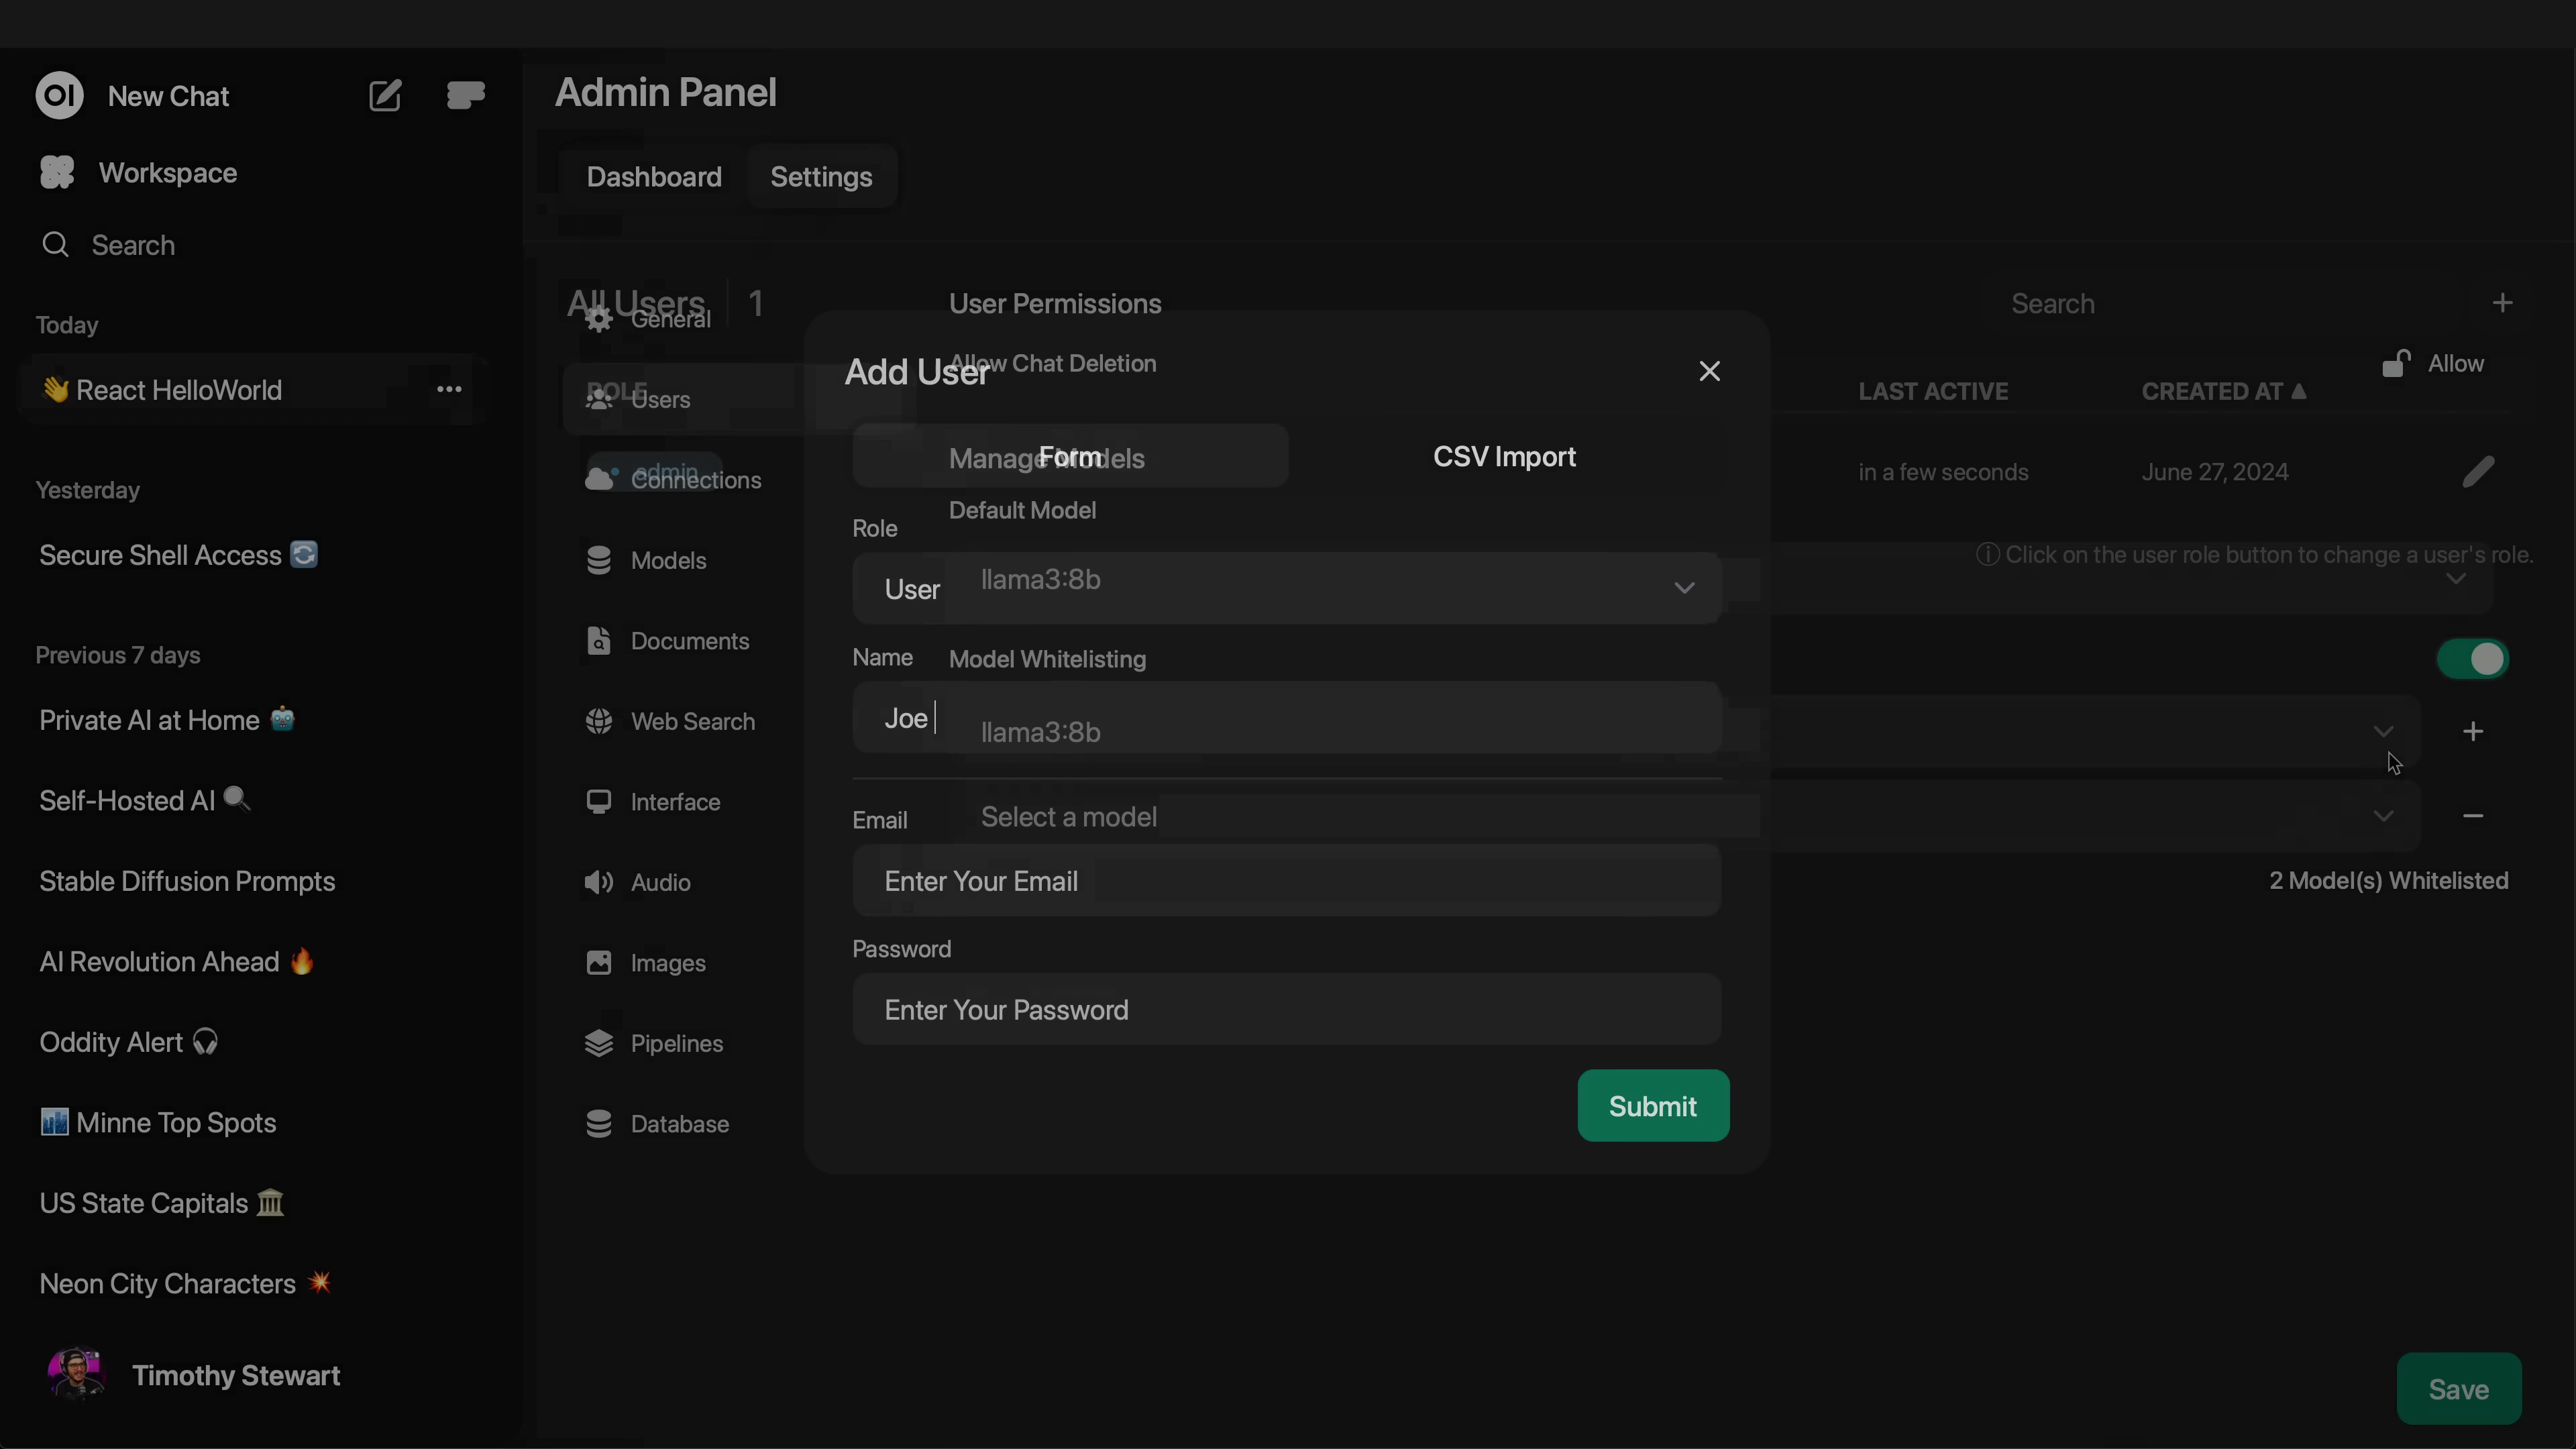 New Chat
Workspace
Search
Today
👋 React HelloWorld
Yesterday
Secure Shell Access 🔄
Previous 7 days
Private AI at Home 🤖
Self-Hosted AI 🔍
Stable Diffusion Prompts
AI Revolution Ahead 🔥
Oddity Alert 🎧
🏙️ Minne Top Spots
US State Capitals 🏛️
Neon City Characters 💥
Timothy Stewart
Admin Panel
Dashboard Settings
All Users 1
Search
ROLE
LAST ACTIVE
CREATED AT ▲
admin
in a few seconds
June 27, 2024
ⓘ Click on the user role button to change a user's role.
General
Users
Connections
Models
Documents
Web Search
Interface
Audio
Images
Pipelines
Database
User Permissions
Allow Chat Deletion
Allow
Manage Models
Default Model
llama3:8b
Model Whitelisting
llama3:8b
Select a model
2 Model(s) Whitelisted
Save
Add User
Form
CSV Import
Role
User
Name
Joe
Email
Enter Your Email
Password
Enter Your Password
Submit